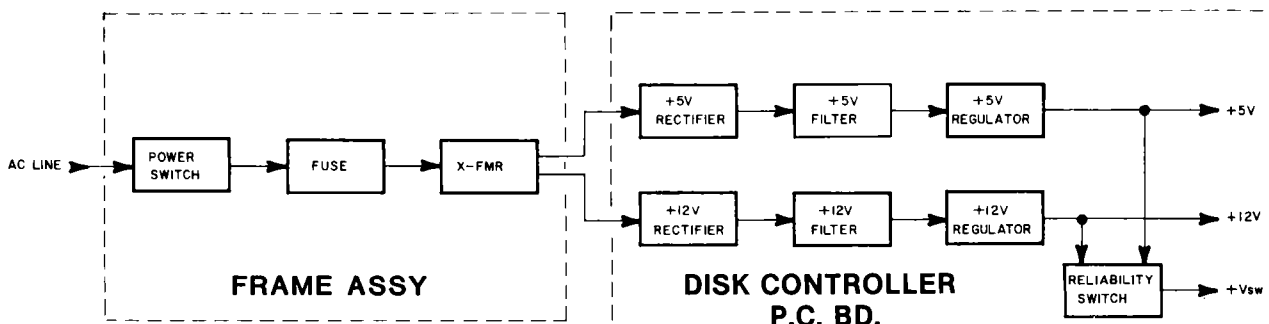 AC LINE
POWER
SWITCH
FUSE
X-FMR
FRAME ASSY
+5V
RECTIFIER
+5V
FILTER
+5V
REGULATOR
+5V
+12V
RECTIFIER
+12V
FILTER
+12V
REGULATOR
+12V
RELIABILITY
SWITCH
+Vsw
DISK CONTROLLER
P.C. BD.